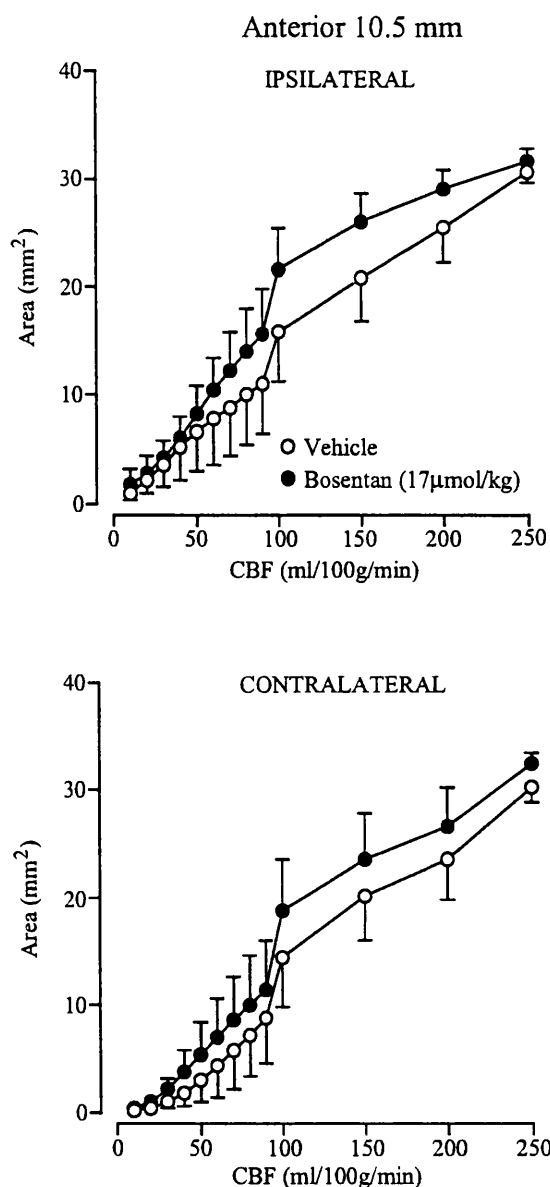 Anterior 10.5 mm
IPSILATERAL
40
30
20
10
0
Area (mm²)
Vehicle
Bosentan (17μmol/kg)
0 50 100 150 200 250
CBF (ml/100g/min)
CONTRALATERAL
40
30
20
10
0
Area (mm²)
0 50 100 150 200 250
CBF (ml/100g/min)